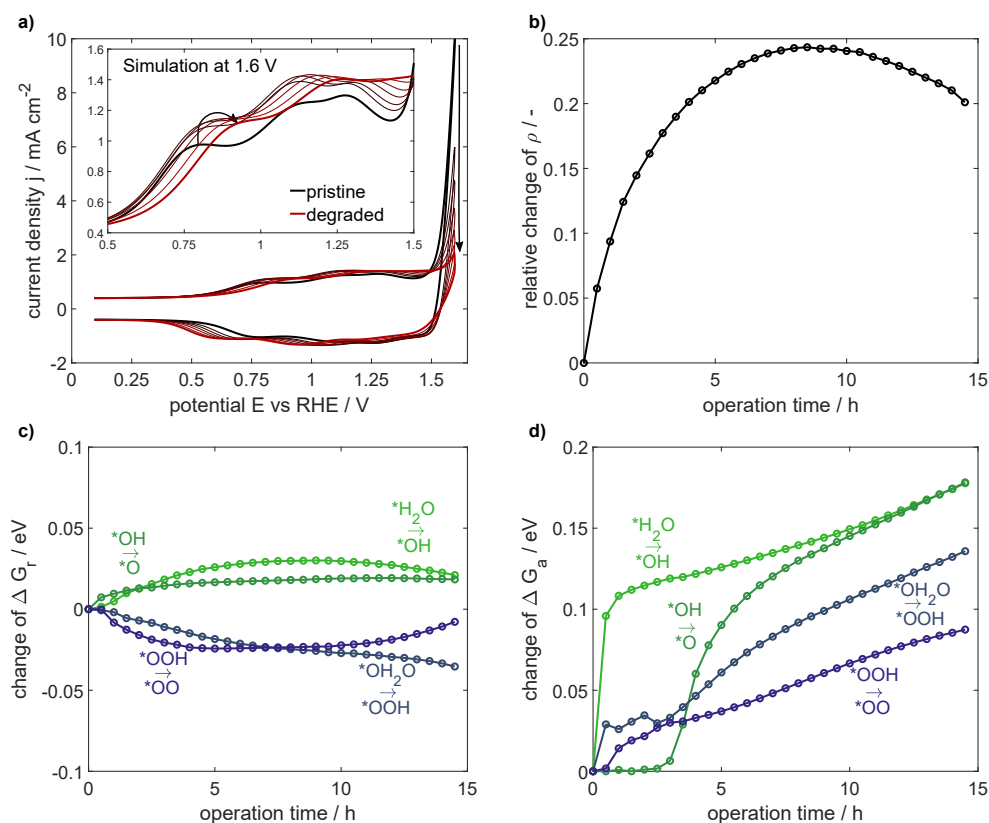 a)
current density j / mA cm⁻²
10
8
6
4
2
0
-2
0
0.25
0.5
0.75
1
1.25
1.5
potential E vs RHE / V
Simulation at 1.6 V
pristine
degraded
1.6
1.4
1.2
1
0.8
0.6
0.4
0.5
0.75
1
1.25
1.5
b)
relative change of ρ / -
0.25
0.2
0.15
0.1
0.05
0
0
5
10
15
operation time / h
c)
change of Δ Gᵣ / eV
0.1
0.05
0
-0.05
-0.1
0
5
10
15
operation time / h
*OH
→
*O
*H₂O
→
*OH
*OOH
→
*OO
*OH₂O
→
*OOH
d)
change of Δ Gₐ / eV
0.2
0.15
0.1
0.05
0
0
5
10
15
operation time / h
*H₂O
→
*OH
*OH
→
*O
*OH₂O
→
*OOH
*OOH
→
*OO